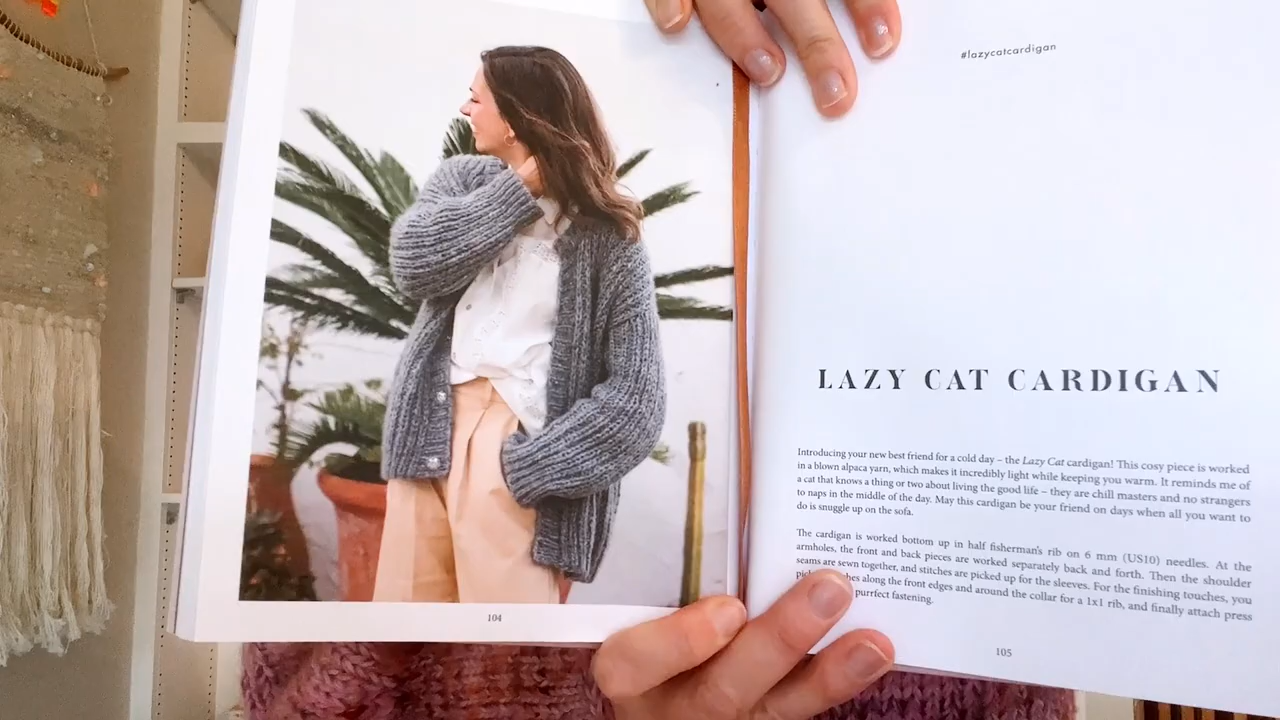 #lazycatcardigan
LAZY CAT CARDIGAN
Introducing your new best friend for a cold day – the Lazy Cat cardigan! This cosy piece is worked
in a blown alpaca yarn, which makes it incredibly light while keeping you warm. It reminds me of
a cat that knows a thing or two about living the good life – they are chill masters and no strangers
to naps in the middle of the day. May this cardigan be your friend on days when all you want to
do is snuggle up on the sofa.
The cardigan is worked bottom up in half fisherman's rib on 6 mm (US10) needles. At the
armholes, the front and back pieces are worked separately back and forth. Then the shoulder
seams are sewn together, and stitches are picked up for the sleeves. For the finishing touches, you
along the front edges and around the collar for a 1x1 rib, and finally attach press
purrfect fastening.
104
105